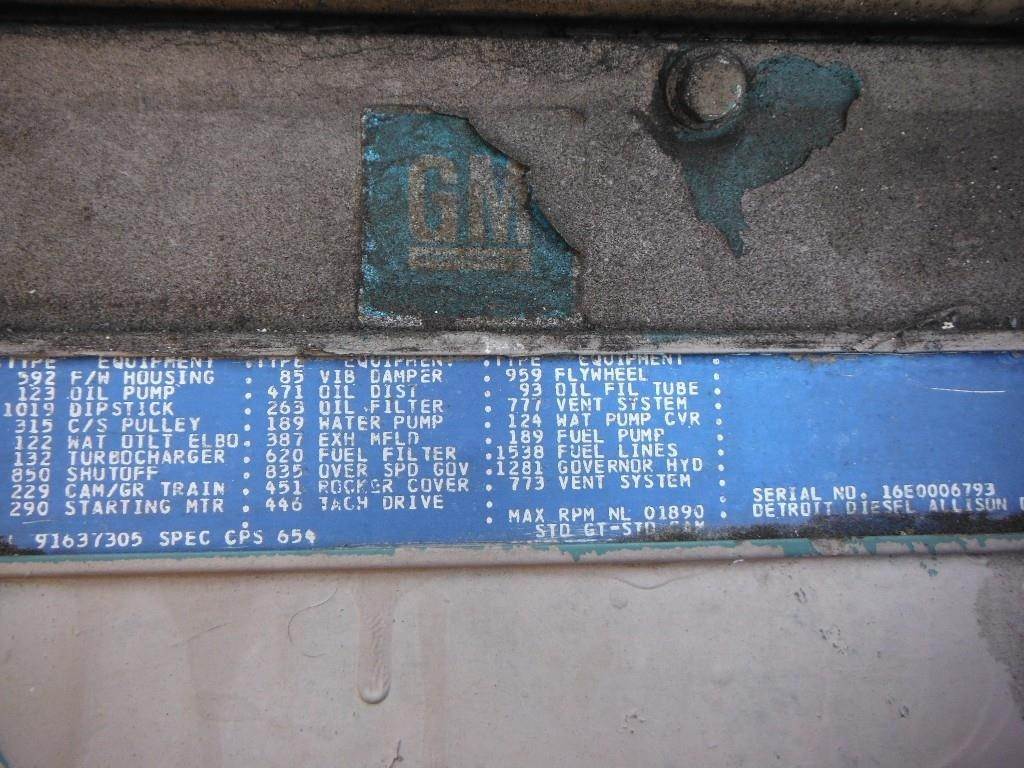 GM
TYPE EQUIPMENT . TYPE EQUIPMENT . TYPE EQUIPMENT .
592 F/W HOUSING . 85 VIB DAMPER . 959 FLYWHEEL .
123 OIL PUMP . 471 OIL DIST . 93 OIL FIL TUBE .
1019 DIPSTICK . 263 OIL FILTER . 777 VENT SYSTEM .
315 C/S PULLEY . 189 WATER PUMP . 124 WAT PUMP CVR .
122 WAT OTLT ELBO. 387 EXH MFLD . 189 FUEL PUMP .
132 TURBOCHARGER . 620 FUEL FILTER .1538 FUEL LINES .
850 SHUTOFF . 835 OVER SPD GOV .1281 GOVERNOR HYD .
229 CAM/GR TRAIN . 451 ROCKER COVER . 773 VENT SYSTEM .
290 STARTING MTR . 446 TACH DRIVE .
MAX RPM NL 01890 .
STD GT-STD CAM
91637305 SPEC CPS 654
SERIAL NO. 16E0006793
DETROIT DIESEL ALLISON